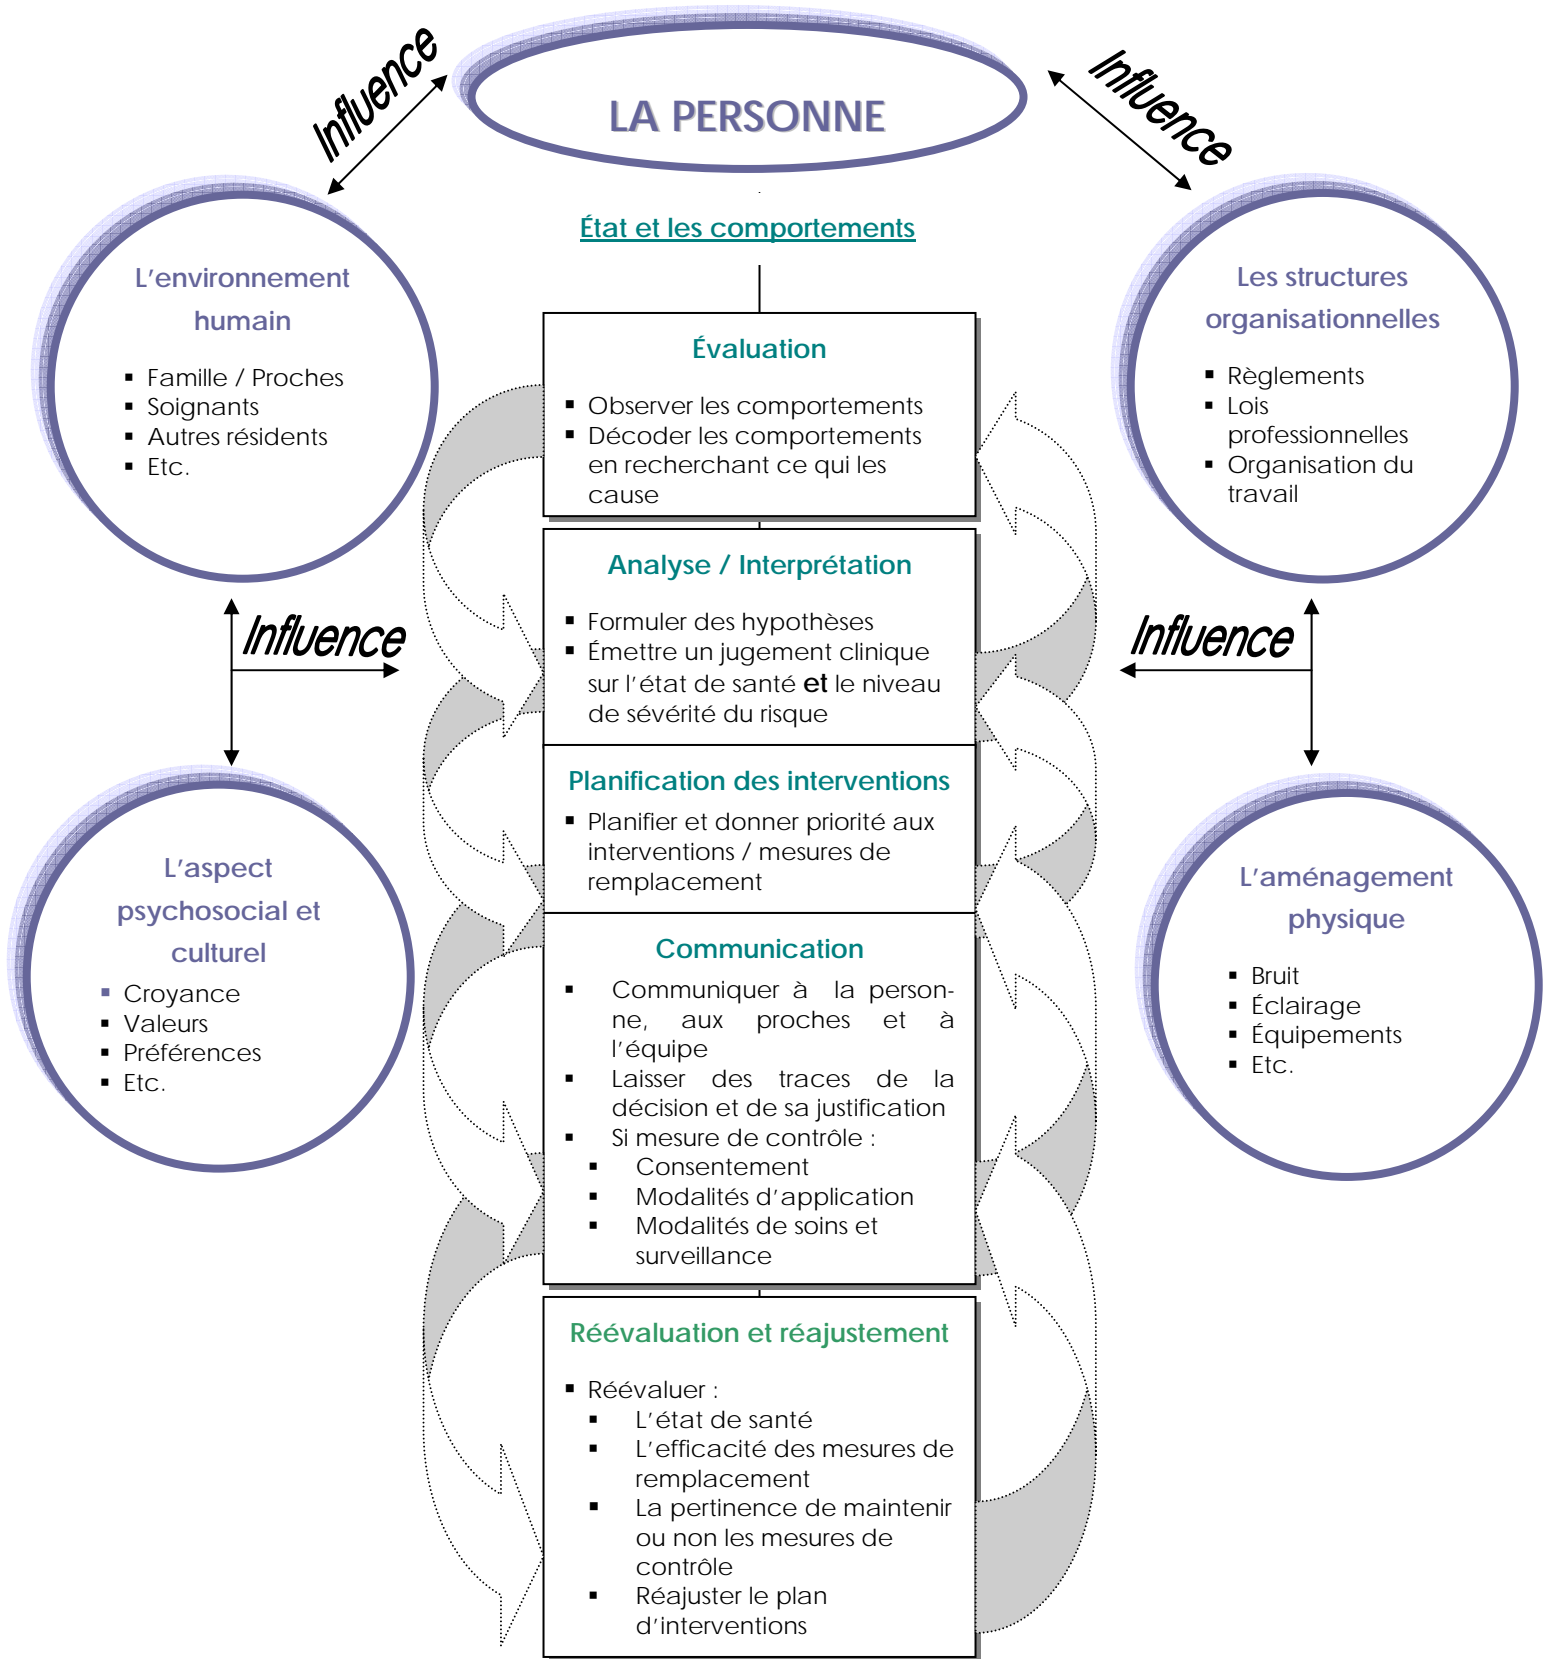 Influence
LA PERSONNE
Influence
État et les comportements
L'environnement
humain
▪ Famille / Proches
▪ Soignants
▪ Autres résidents
▪ Etc.
Les structures
organisationnelles
▪ Règlements
▪ Lois
professionnelles
▪ Organisation du
travail
Évaluation
▪ Observer les comportements
▪ Décoder les comportements
en recherchant ce qui les
cause
Influence
Analyse / Interprétation
▪ Formuler des hypothèses
▪ Émettre un jugement clinique
sur l'état de santé et le niveau
de sévérité du risque
Influence
Planification des interventions
▪ Planifier et donner priorité aux
interventions / mesures de
remplacement
L'aspect
psychosocial et
culturel
▪ Croyance
▪ Valeurs
▪ Préférences
▪ Etc.
L'aménagement
physique
▪ Bruit
▪ Éclairage
▪ Équipements
▪ Etc.
Communication
▪ Communiquer à la person-
ne, aux proches et à
l'équipe
▪ Laisser des traces de la
décision et de sa justification
▪ Si mesure de contrôle :
▪ Consentement
▪ Modalités d'application
▪ Modalités de soins et
surveillance
Réévaluation et réajustement
▪ Réévaluer :
▪ L'état de santé
▪ L'efficacité des mesures de
remplacement
▪ La pertinence de maintenir
ou non les mesures de
contrôle
▪ Réajuster le plan
d'interventions